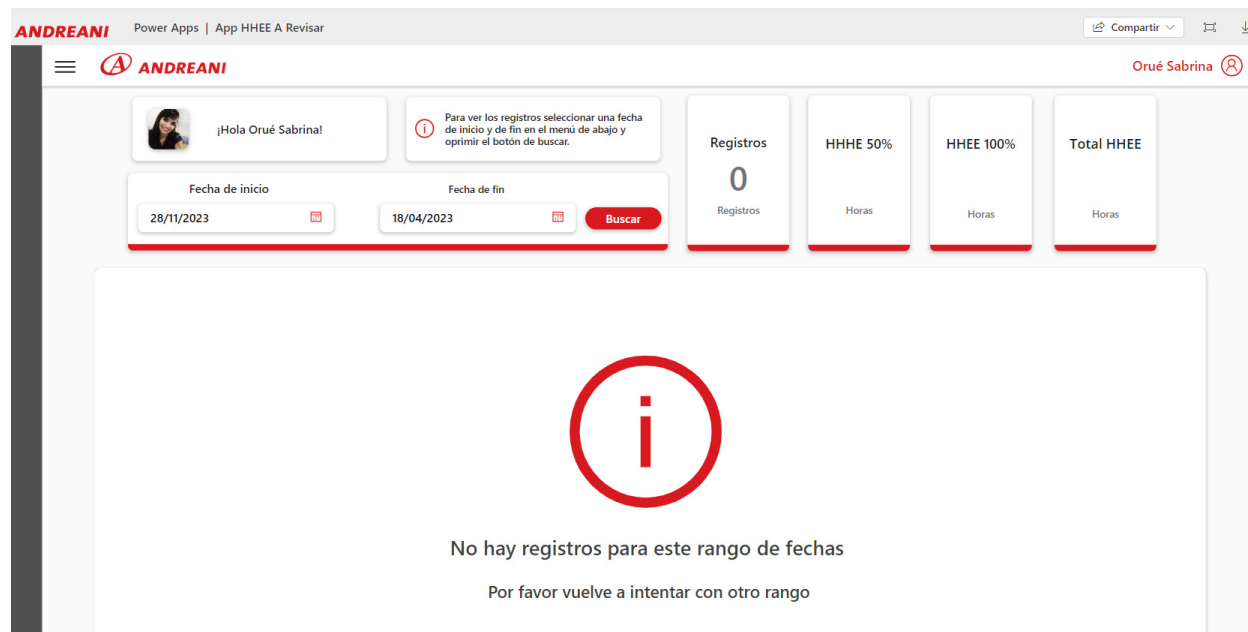 ANDREANI Power Apps | App HHEE A Revisar Compartir
ANDREANI Orué Sabrina
¡Hola Orué Sabrina!
Para ver los registros seleccionar una fecha
de inicio y de fin en el menú de abajo y
oprimir el botón de buscar.
Fecha de inicio Fecha de fin
28/11/2023 18/04/2023 Buscar
Registros
0
Registros
HHHE 50%
Horas
HHEE 100%
Horas
Total HHEE
Horas
No hay registros para este rango de fechas
Por favor vuelve a intentar con otro rango